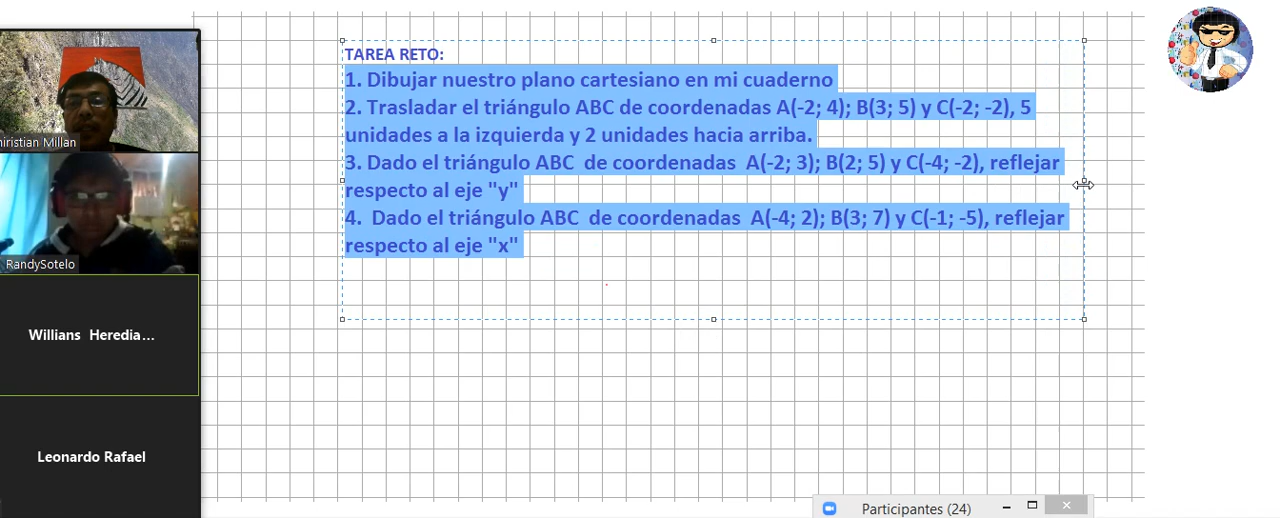 TAREA RETO:
1. Dibujar nuestro plano cartesiano en mi cuaderno
2. Trasladar el triángulo ABC de coordenadas A(-2; 4); B(3; 5) y C(-2; -2), 5
unidades a la izquierda y 2 unidades hacia arriba.
3. Dado el triángulo ABC de coordenadas A(-2; 3); B(2; 5) y C(-4; -2), reflejar
respecto al eje "y"
4. Dado el triángulo ABC de coordenadas A(-4; 2); B(3; 7) y C(-1; -5), reflejar
respecto al eje "x"
hiristian Millan
RandySotelo
Willians Heredia...
Leonardo Rafael
Participantes (24)